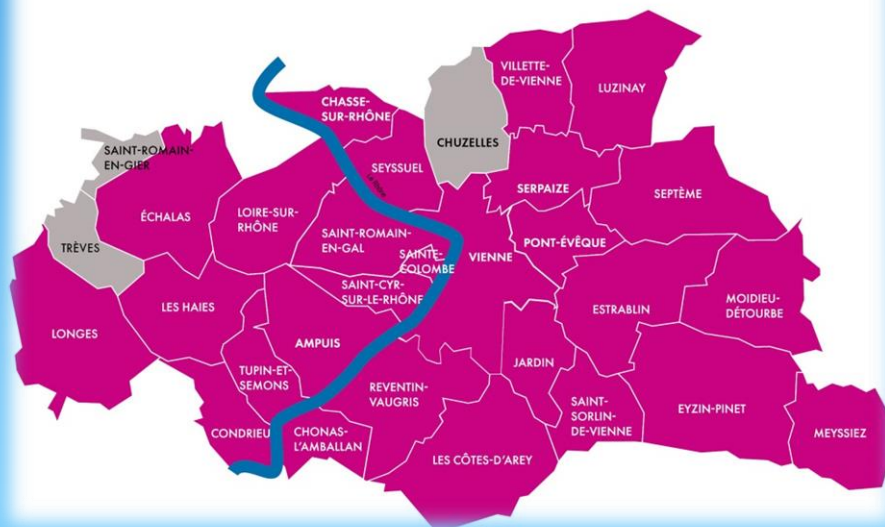 VILLETTE-
DE-VIENNE
LUZINAY
CHASSE-
SUR-RHÔNE
CHUZELLES
SAINT-ROMAIN-
EN-GIER
SEYSSUEL
Le Rhône
SERPAIZE
SEPTÈME
ÉCHALAS
LOIRE-SUR-
RHÔNE
SAINT-ROMAIN-
EN-GAL
TRÈVES
SAINTE-
COLOMBE
VIENNE
PONT-ÉVÊQUE
SAINT-CYR-
SUR-LE-RHÔNE
LES HAIES
ESTRABLIN
MOIDIEU-
DÉTOURBE
LONGES
AMPUIS
JARDIN
TUPIN-ET-
SEMONS
REVENTIN-
VAUGRIS
SAINT-
SORLIN-
DE-VIENNE
EYZIN-PINET
CONDRIEU
CHONAS-
L'AMBALLAN
LES CÔTES-D'AREY
MEYSSIEZ